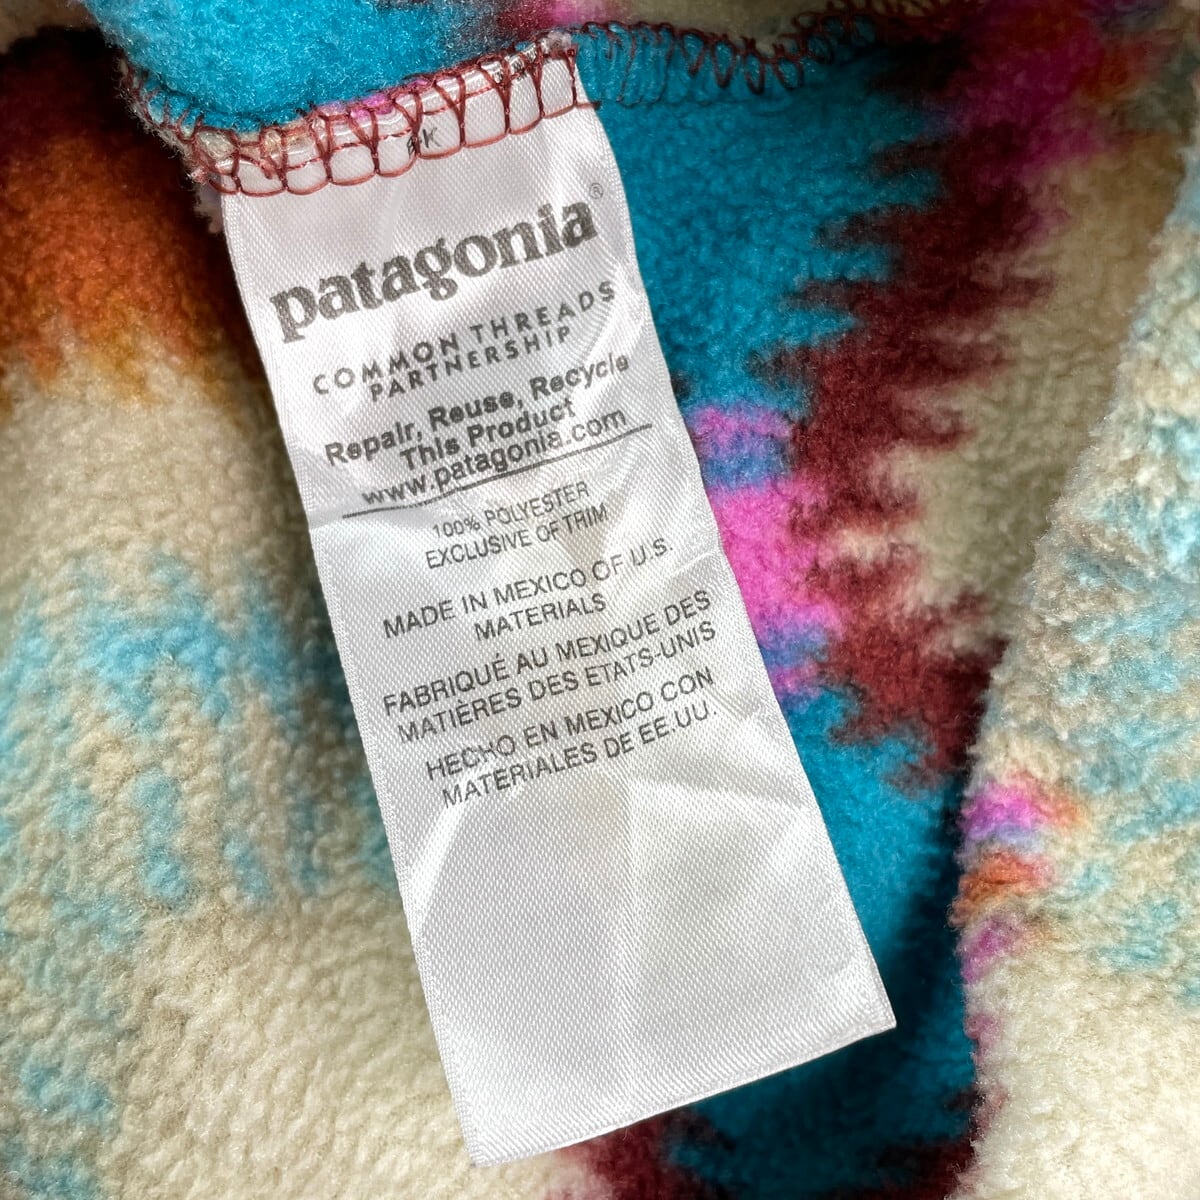 patagonia®
COMMON THREADS
PARTNERSHIP
Repair, Reuse, Recycle
This Product
www.patagonia.com
100% POLYESTER
EXCLUSIVE OF TRIM
MADE IN MEXICO OF U.S.
MATERIALS
FABRIQUÉ AU MEXIQUE DES
MATIÈRES DES ETATS-UNIS
HECHO EN MEXICO CON
MATERIALES DE EE.UU.